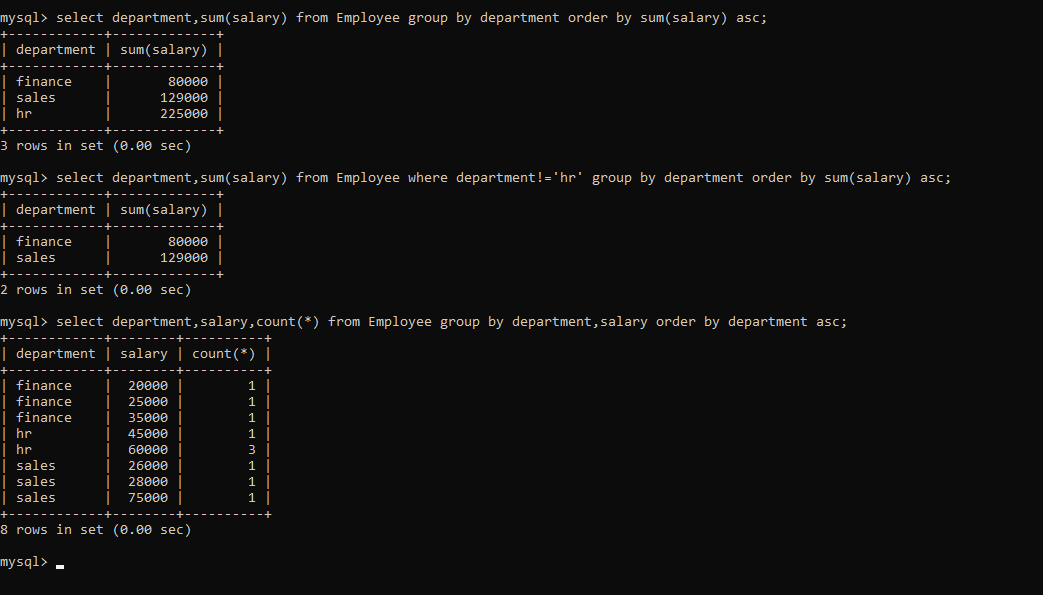 mysql> select department,sum(salary) from Employee group by department order by sum(salary) asc;
+------------+-------------+
| department | sum(salary) |
+------------+-------------+
| finance    |       80000 |
| sales      |      129000 |
| hr         |      225000 |
+------------+-------------+
3 rows in set (0.00 sec)

mysql> select department,sum(salary) from Employee where department!='hr' group by department order by sum(salary) asc;
+------------+-------------+
| department | sum(salary) |
+------------+-------------+
| finance    |       80000 |
| sales      |      129000 |
+------------+-------------+
2 rows in set (0.00 sec)

mysql> select department,salary,count(*) from Employee group by department,salary order by department asc;
+------------+--------+----------+
| department | salary | count(*) |
+------------+--------+----------+
| finance    |  20000 |        1 |
| finance    |  25000 |        1 |
| finance    |  35000 |        1 |
| hr         |  45000 |        1 |
| hr         |  60000 |        3 |
| sales      |  26000 |        1 |
| sales      |  28000 |        1 |
| sales      |  75000 |        1 |
+------------+--------+----------+
8 rows in set (0.00 sec)

mysql> _